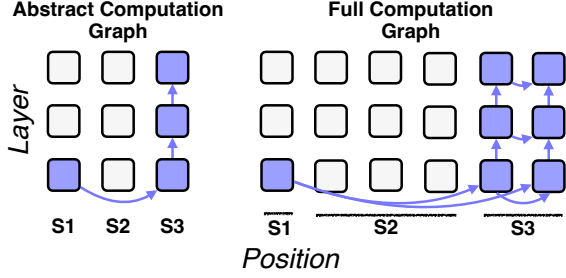 Abstract Computation
Graph
Full Computation
Graph
Layer
S1 S2 S3
S1 S2 S3
Position